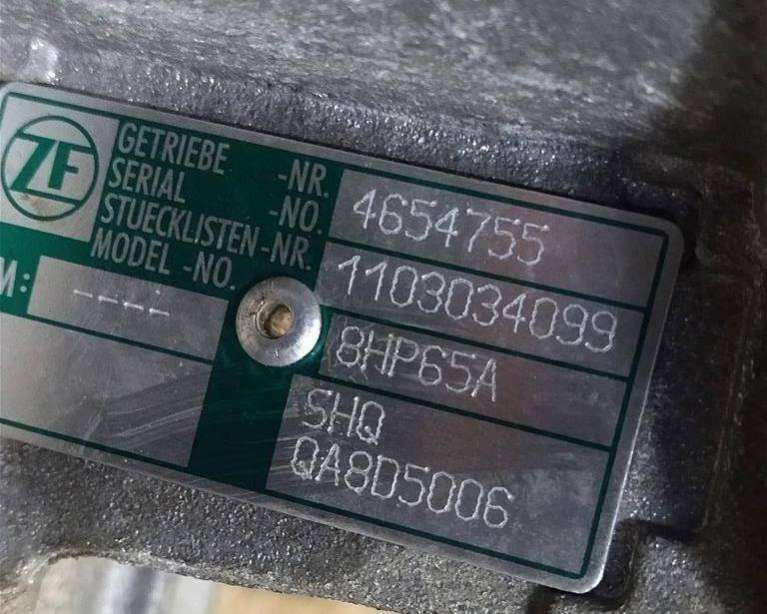 ZF
GETRIEBE -NR.
SERIAL -NO.
STUECKLISTEN-NR.
MODEL -NO.
M:
----
4654755
1103034099
8HP65A
SHQ
QA8D5006